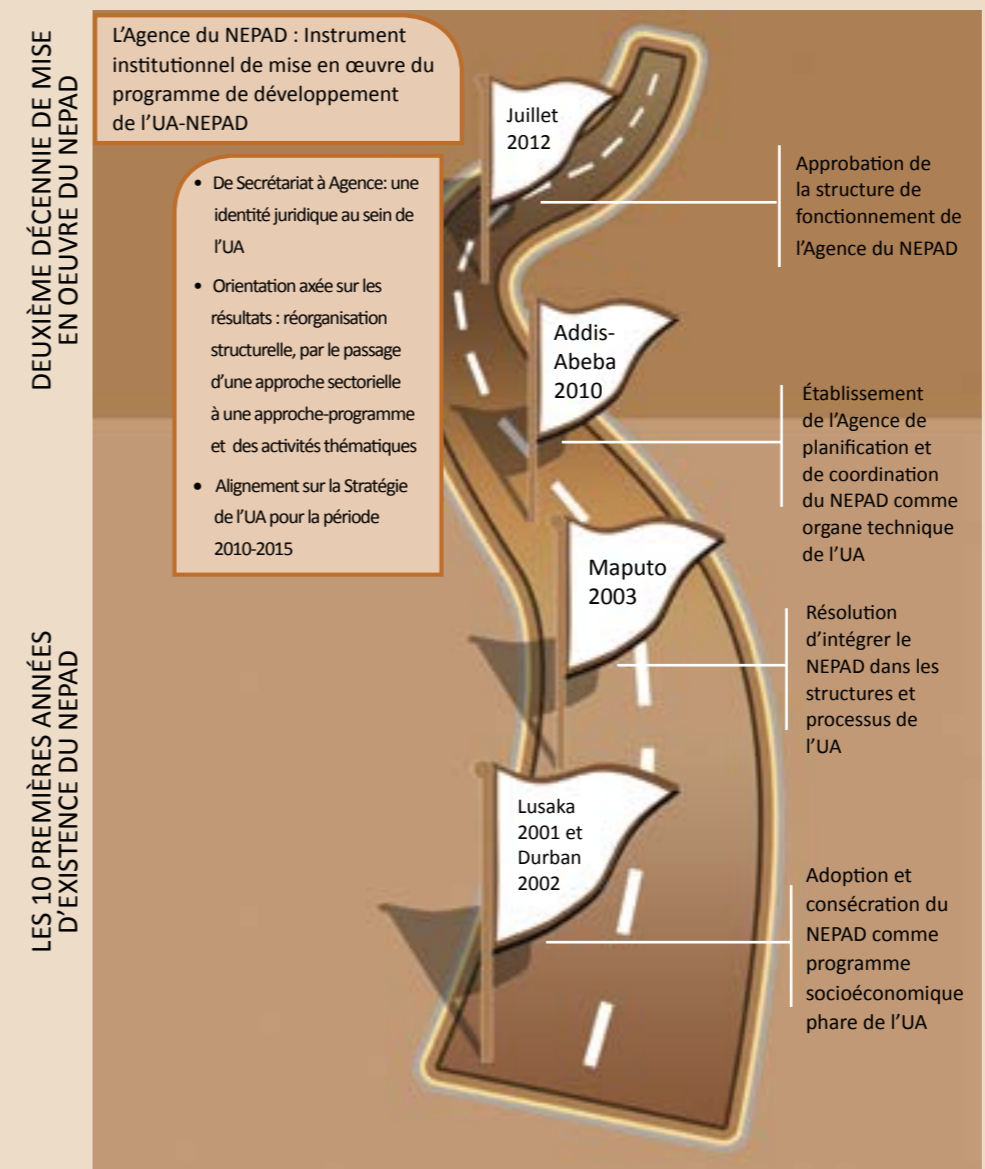 DEUXIÈME DÉCENNIE DE MISE
EN OEUVRE DU NEPAD
L'Agence du NEPAD : Instrument
institutionnel de mise en œuvre du
programme de développement
de l'UA-NEPAD
• De Secrétariat à Agence: une
identité juridique au sein de
l'UA
• Orientation axée sur les
résultats : réorganisation
structurelle, par le passage
d'une approche sectorielle
à une approche-programme
et des activités thématiques
• Alignement sur la Stratégie
de l'UA pour la période
2010-2015
Juillet
2012
Approbation de
la structure de
fonctionnement de
l'Agence du NEPAD
Addis-
Abeba
2010
Établissement
de l'Agence de
planification et
de coordination
du NEPAD comme
organe technique
de l'UA
LES 10 PREMIÈRES ANNÉES
D'EXISTENCE DU NEPAD
Maputo
2003
Résolution
d'intégrer le
NEPAD dans les
structures et
processus de
l'UA
Lusaka
2001 et
Durban
2002
Adoption et
consécration du
NEPAD comme
programme
socioéconomique
phare de l'UA